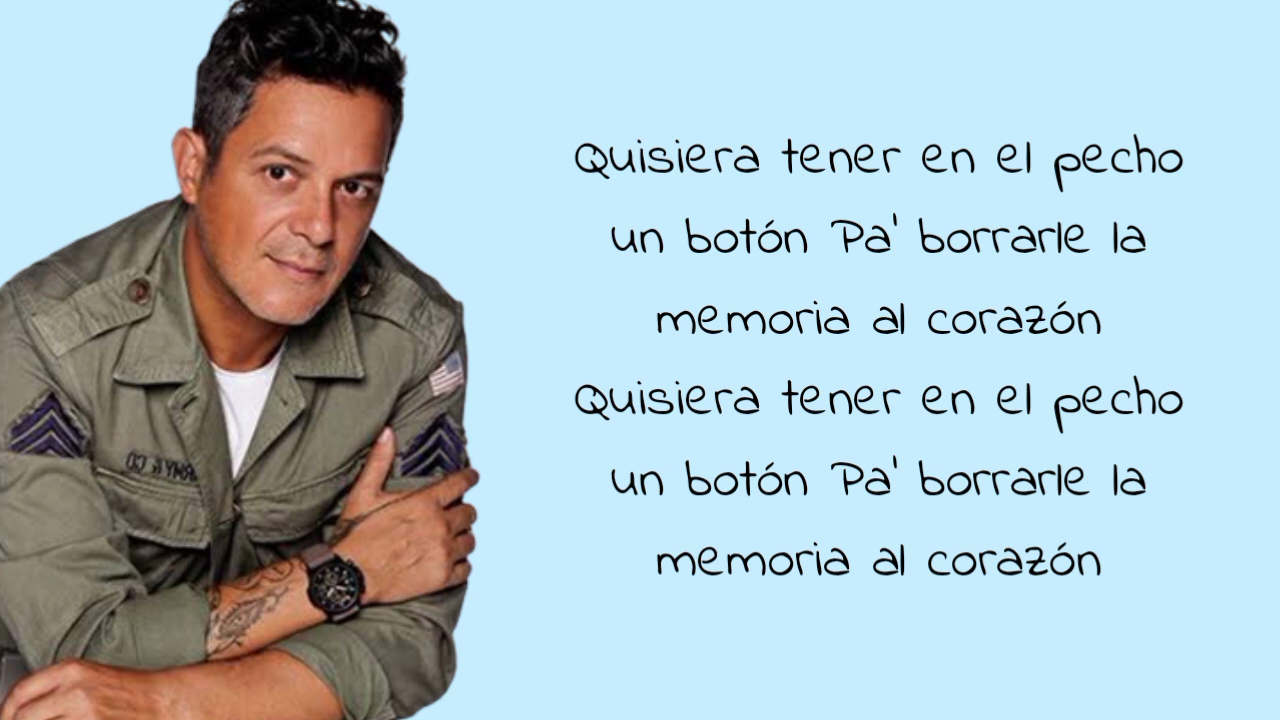 Quisiera tener en el pecho
un botón Pa' borrarle la
memoria al corazón
Quisiera tener en el pecho
un botón Pa' borrarle la
memoria al corazón